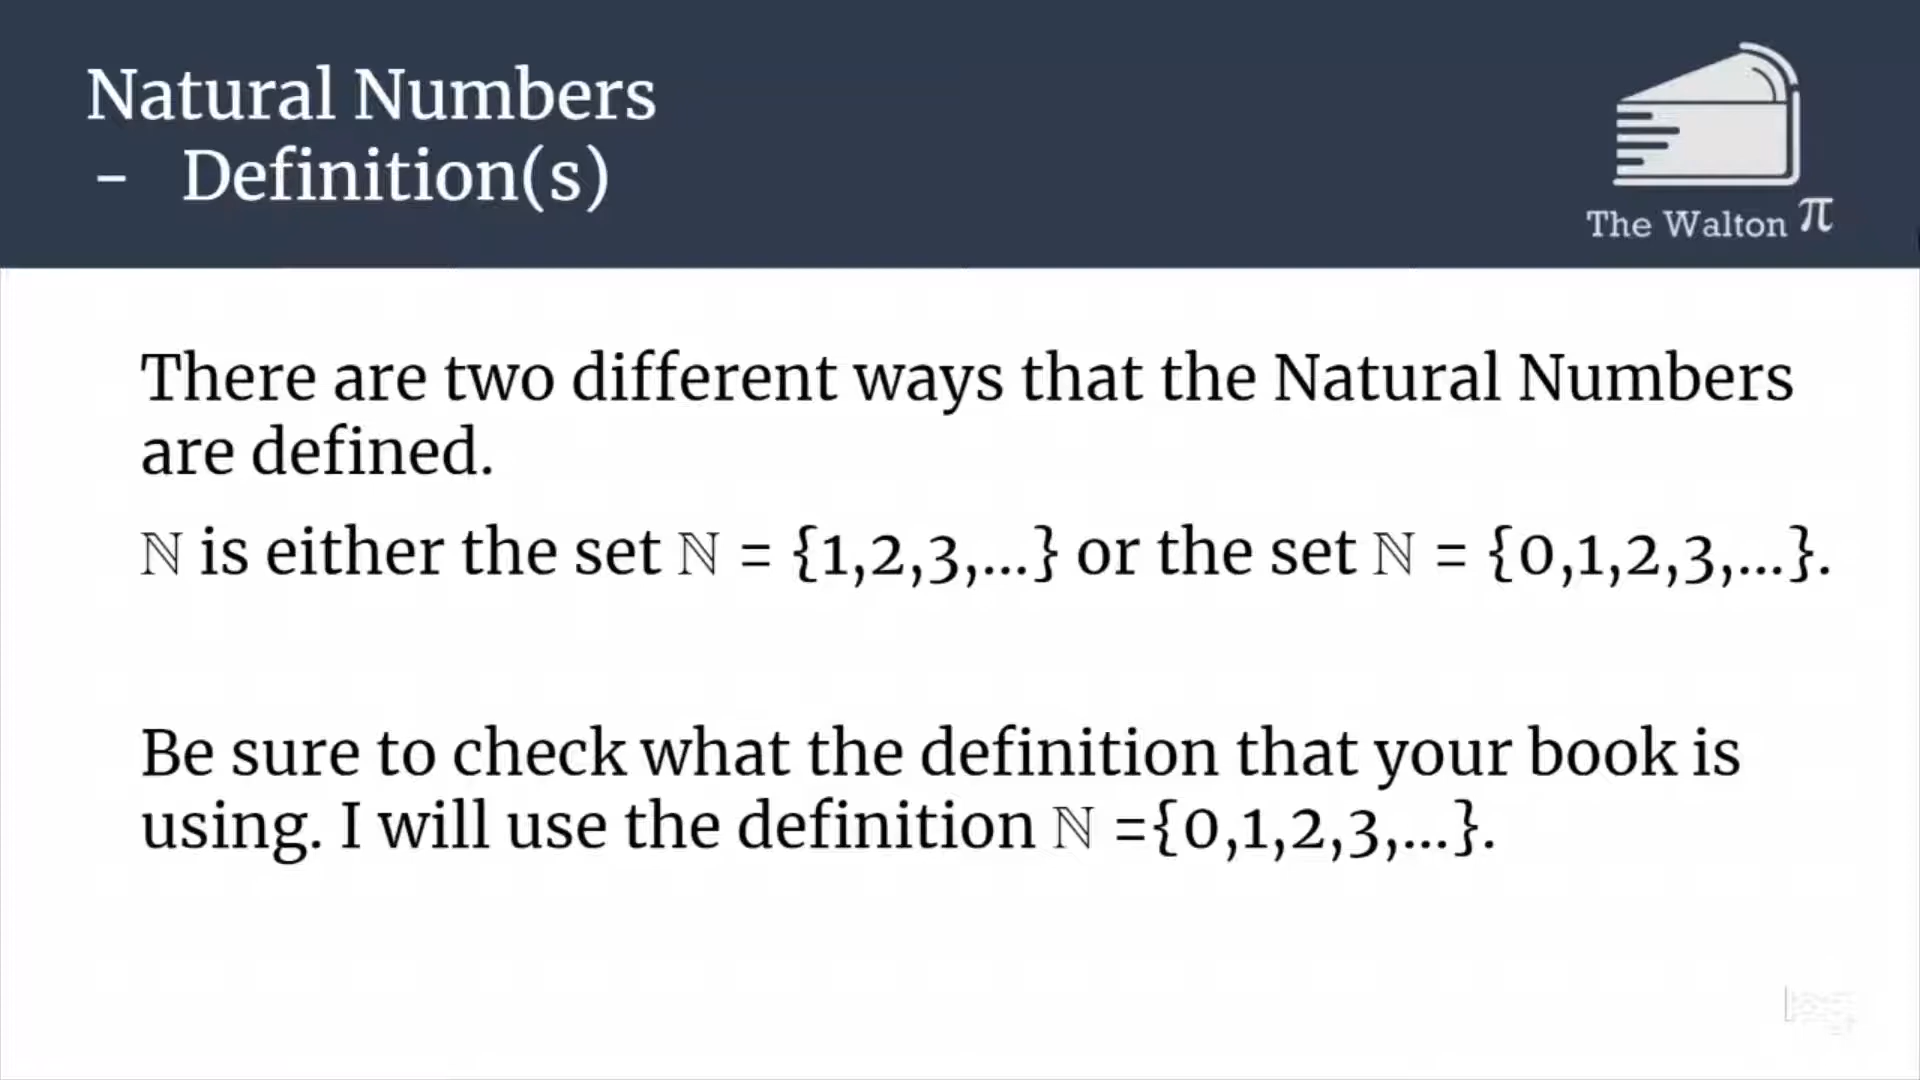 Natural Numbers
- Definition(s)
The Walton π
There are two different ways that the Natural Numbers
are defined.
ℕ is either the set ℕ = {1,2,3,...} or the set ℕ = {0,1,2,3,...}.
Be sure to check what the definition that your book is
using. I will use the definition ℕ ={0,1,2,3,...}.